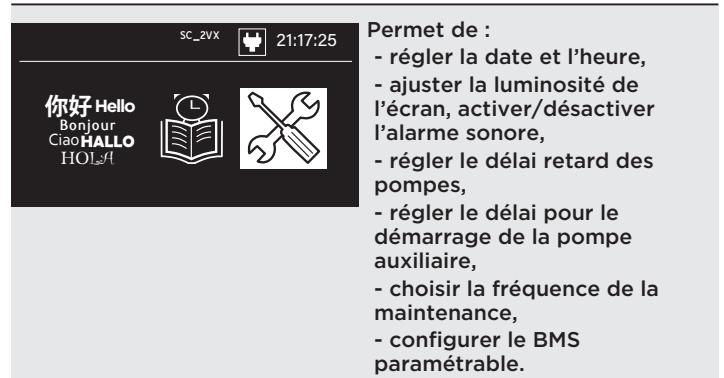 SC_2VX 21:17:25
你好 Hello
Bonjour
Ciao HALLO
HOLA
Permet de :
- régler la date et l’heure,
- ajuster la luminosité de
l’écran, activer/désactiver
l’alarme sonore,
- régler le délai retard des
pompes,
- régler le délai pour le
démarrage de la pompe
auxiliaire,
- choisir la fréquence de la
maintenance,
- configurer le BMS
paramétrable.